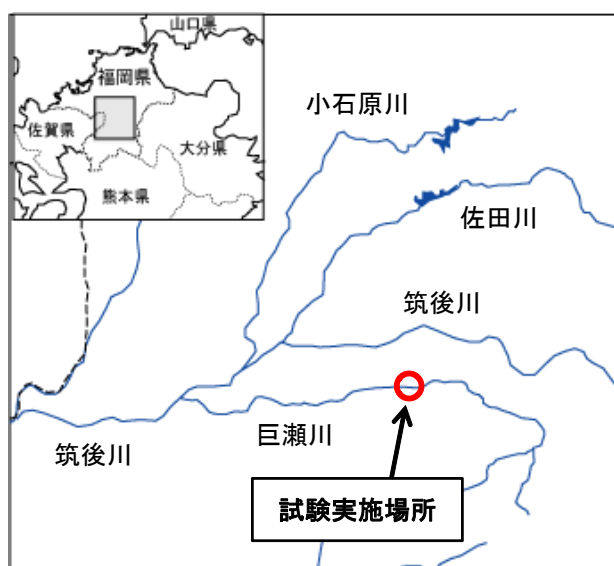 山口県
福岡県
佐賀県
大分県
熊本県
小石原川
佐田川
筑後川
巨瀬川
筑後川
試験実施場所